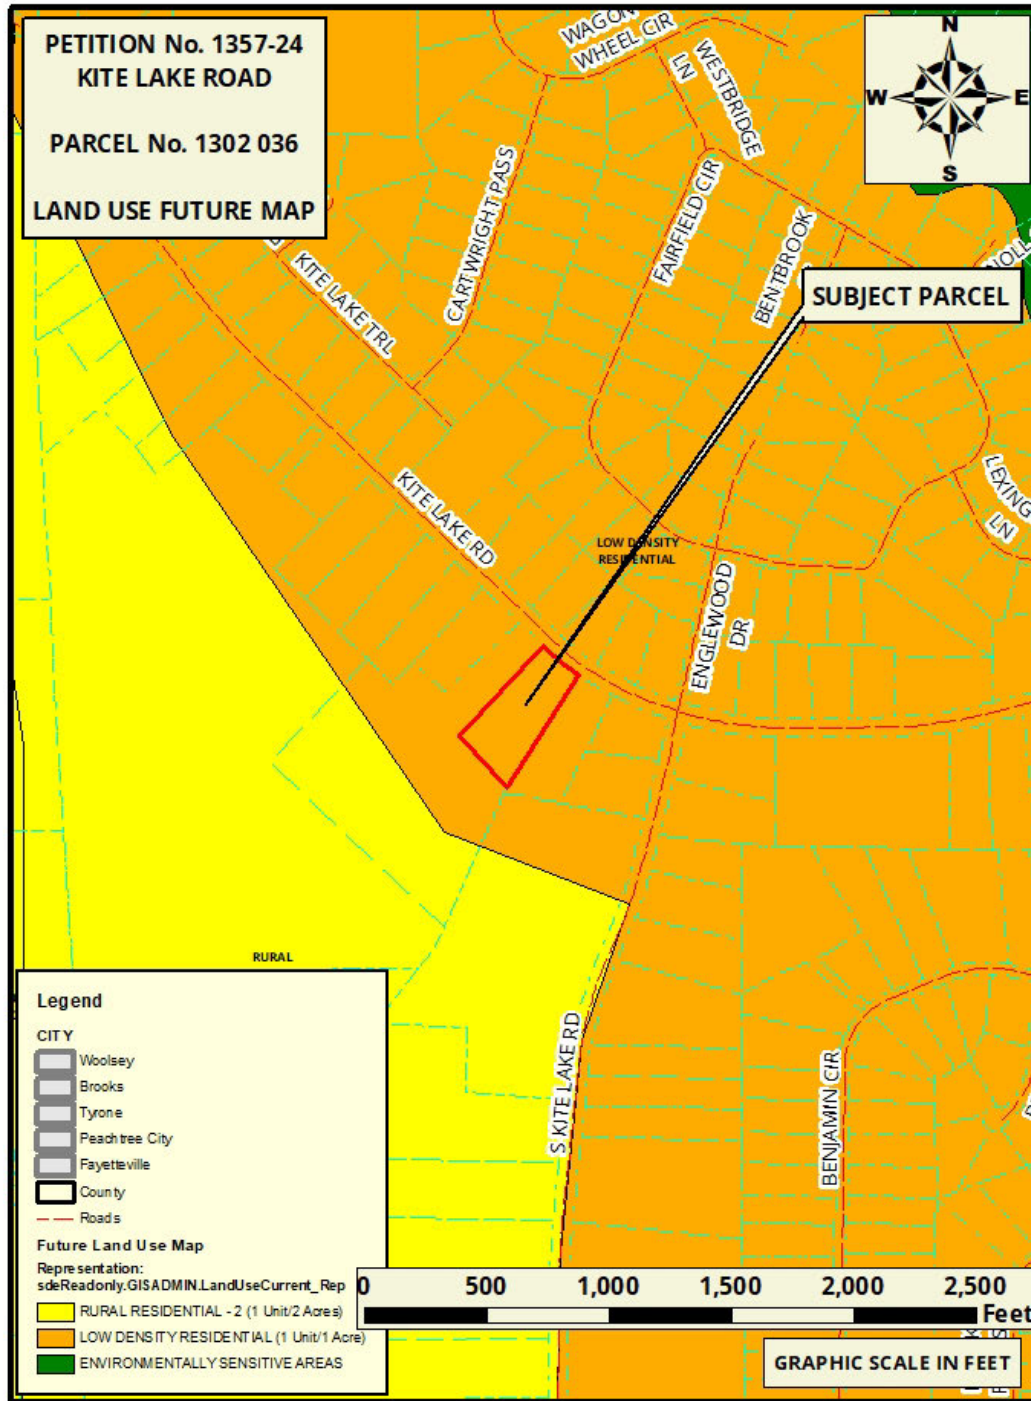 PETITION No. 1357-24
KITE LAKE ROAD
PARCEL No. 1302 036
LAND USE FUTURE MAP
N
W
E
S
WAGON
WHEEL CIR
WESTBRIDGE
LN
CARTWRIGHT PASS
FAIRFIELD CIR
BENTBROOK
KITE LAKE TRL
SUBJECT PARCEL
KITE LAKE RD
LEXING
LN
LOW DENSITY
RESIDENTIAL
ENGLEWOOD
DR
RURAL
S KITE LAKE RD
BENJAMIN CIR
Legend
CITY
Woolsey
Brooks
Tyrone
Peachtree City
Fayetteville
County
Roads
Future Land Use Map
Representation:
sdeReadonly.GISADMIN.LandUseCurrent_Rep
RURAL RESIDENTIAL - 2 (1 Unit/2 Acres)
LOW DENSITY RESIDENTIAL (1 Unit/1 Acre)
ENVIRONMENTALLY SENSITIVE AREAS
0 500 1,000 1,500 2,000 2,500
Feet
GRAPHIC SCALE IN FEET